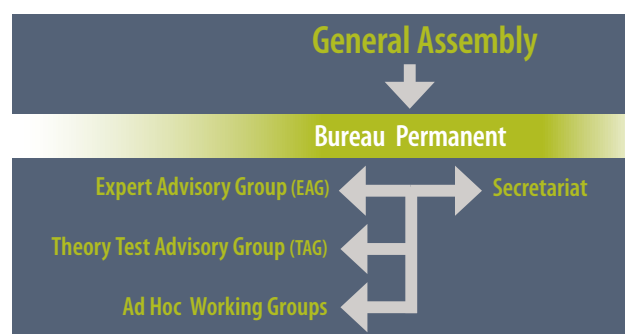 General Assembly
Bureau Permanent
Expert Advisory Group (EAG)
Secretariat
Theory Test Advisory Group (TAG)
Ad Hoc Working Groups